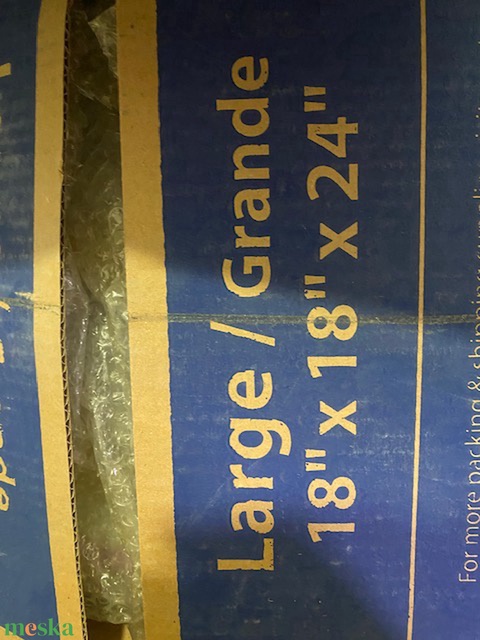 Large / Grande
18" x 18" x 24"
For more packing & shipping
meska